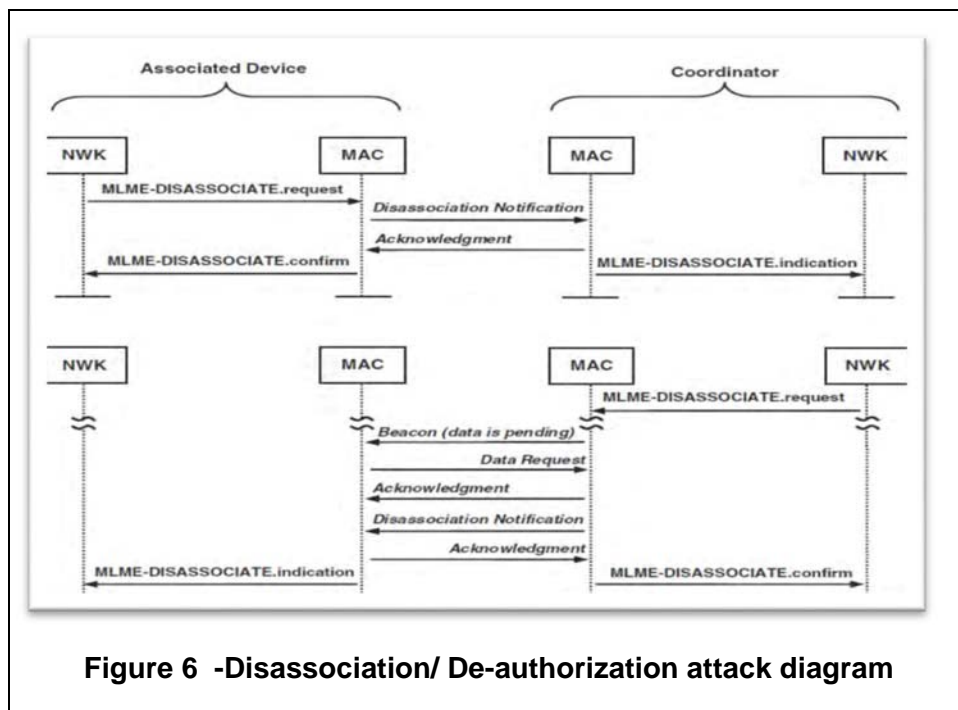 Associated Device
Coordinator
NWK
MAC
MAC
NWK
MLME-DISASSOCIATE.request
Disassociation Notification
Acknowledgment
MLME-DISASSOCIATE.confirm
MLME-DISASSOCIATE.indication
NWK
MAC
MAC
NWK
MLME-DISASSOCIATE.request
Beacon (data is pending)
Data Request
Acknowledgment
Disassociation Notification
Acknowledgment
MLME-DISASSOCIATE.indication
MLME-DISASSOCIATE.confirm
Figure 6 -Disassociation/ De-authorization attack diagram